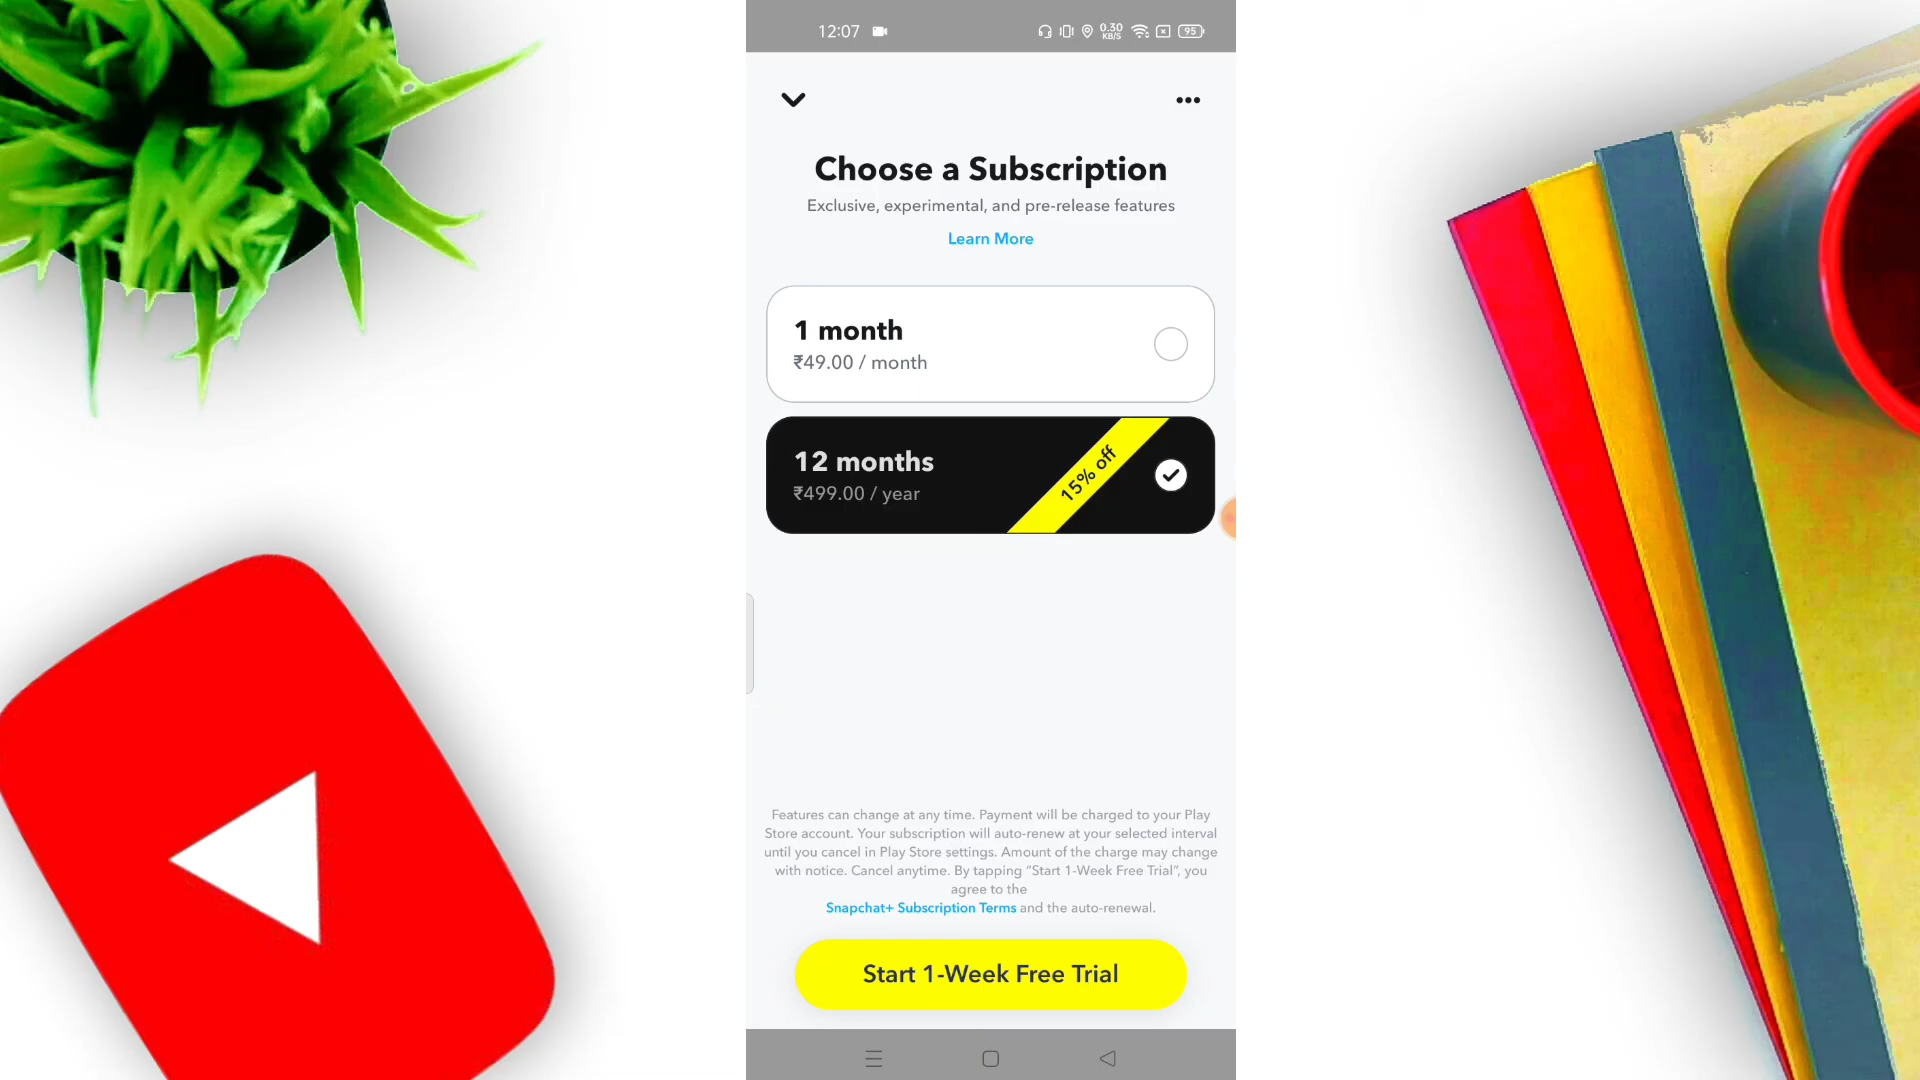 12:07
0.30
KB/S
95
Choose a Subscription
Exclusive, experimental, and pre-release features
Learn More
1 month
₹49.00 / month
12 months
₹499.00 / year
15% off
Features can change at any time. Payment will be charged to your Play
Store account. Your subscription will auto-renew at your selected interval
until you cancel in Play Store settings. Amount of the charge may change
with notice. Cancel anytime. By tapping “Start 1-Week Free Trial”, you
agree to the
Snapchat+ Subscription Terms and the auto-renewal.
Start 1-Week Free Trial